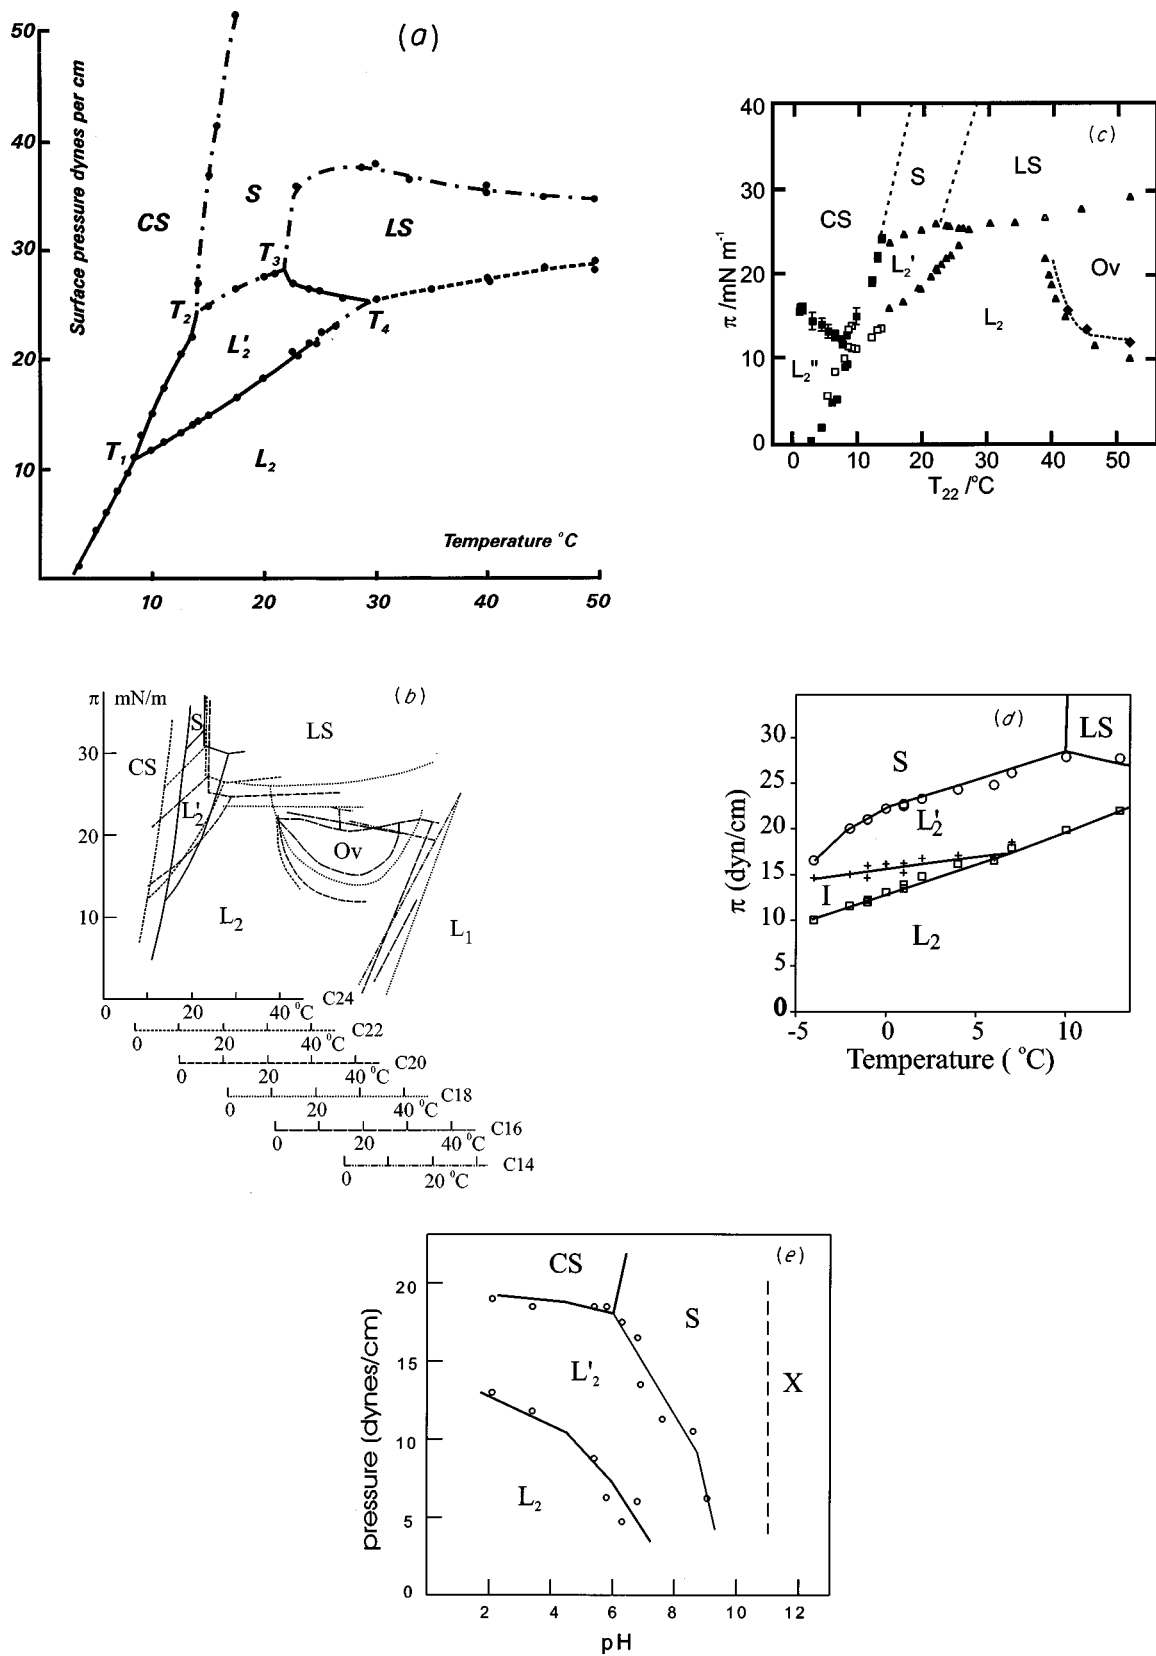 (a)
Surface pressure dynes per cm
50
40
30
20
10
CS
S
LS
T3
T2
T4
L2'
T1
L2
Temperature °C
10 20 30 40 50
(c)
π /mN m-1
40
30
20
10
0
S
LS
CS
L2'
Ov
L2
L2"
0 10 20 30 40 50
T22 /°C
(b)
π mN/m
30
20
10
S
LS
CS
L2'
Ov
L2
L1
0 20 40 °C C24
0 20 40 °C C22
0 20 40 °C C20
0 20 40 °C C18
0 20 40 °C C16
0 20 °C C14
(d)
π (dyn/cm)
30
25
20
15
10
5
0
LS
S
L2'
I
L2
-5 0 5 10
Temperature ( °C)
(e)
pressure (dynes/cm)
20
15
10
5
0
CS
S
L'2
X
L2
2 4 6 8 10 12
pH